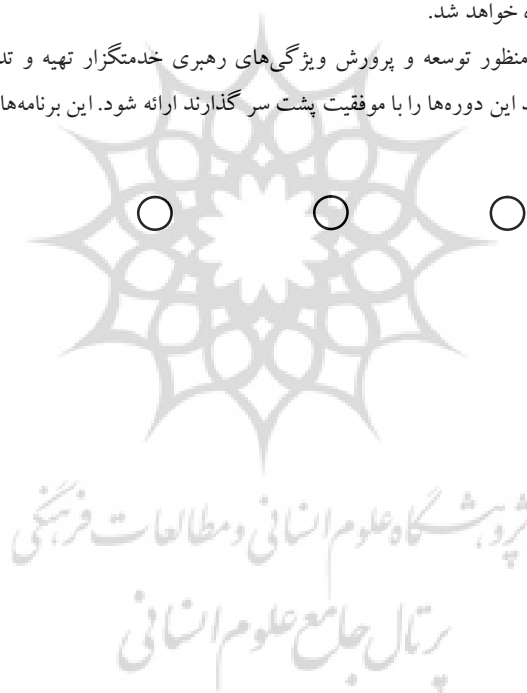 ه خواهد شد.
منظور توسعه و پرورش ویژگی‌های رهبری خدمتگزار تهیه و تد
د این دوره‌ها را با موفقیت پشت سر گذارند ارائه شود. این برنامه‌ها
پژوهشگاه علوم انسانی و مطالعات فرهنگی
پرتال جامع علوم انسانی